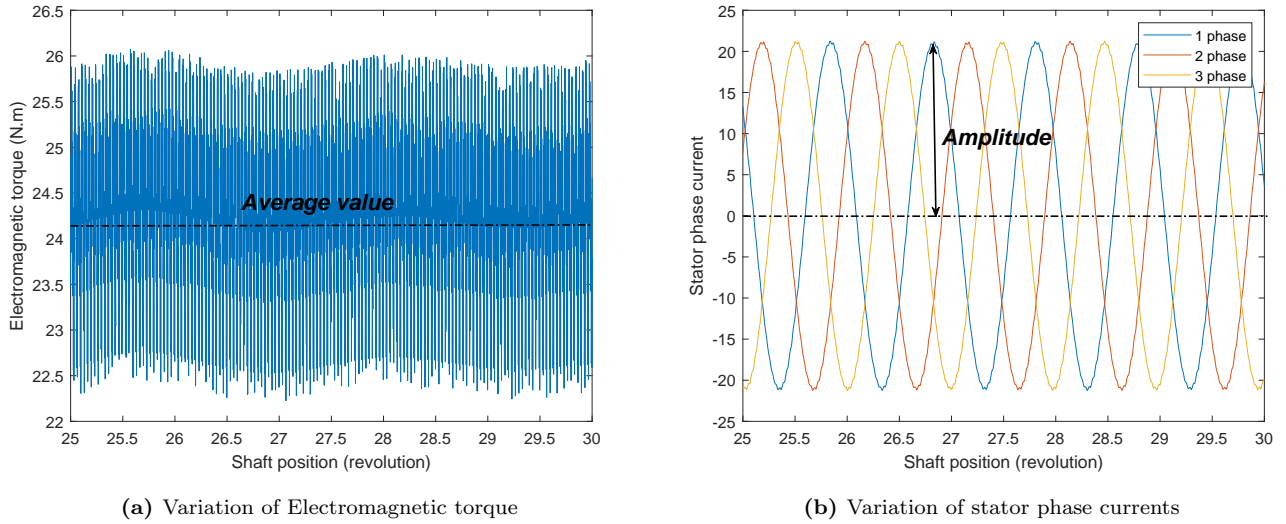 26.5
26
25.5
25
24.5
24
23.5
23
22.5
22
Electromagnetic torque (N.m)
Average value
25 25.5 26 26.5 27 27.5 28 28.5 29 29.5 30
Shaft position (revolution)
(a) Variation of Electromagnetic torque
25
20
15
10
5
0
-5
-10
-15
-20
-25
Stator phase current
1 phase
2 phase
3 phase
Amplitude
25 25.5 26 26.5 27 27.5 28 28.5 29 29.5 30
Shaft position (revolution)
(b) Variation of stator phase currents